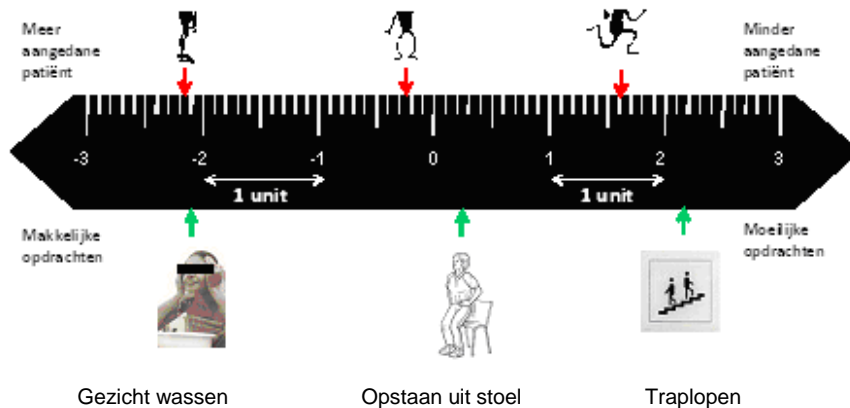 Meer
aangedane
patiënt
Minder
aangedane
patiënt
-3 -2 -1 0 1 2 3
1 unit 1 unit
Makkelijke
opdrachten
Moeilijke
opdrachten
Gezicht wassen Opstaan uit stoel Traplopen